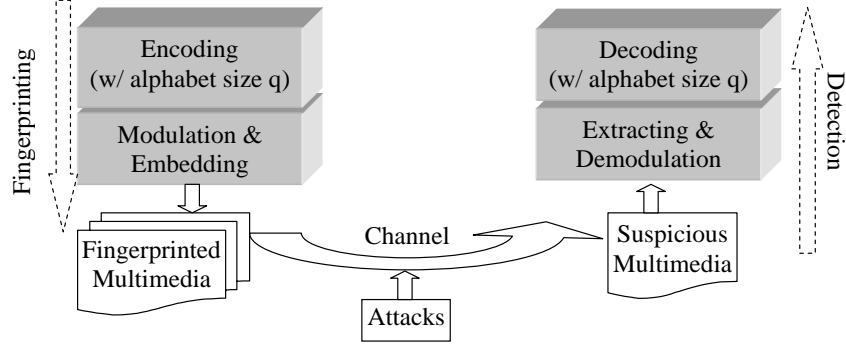 Fingerprinting
Encoding
(w/ alphabet size q)
Modulation &
Embedding
Fingerprinted
Multimedia
Channel
Attacks
Decoding
(w/ alphabet size q)
Extracting &
Demodulation
Suspicious
Multimedia
Detection